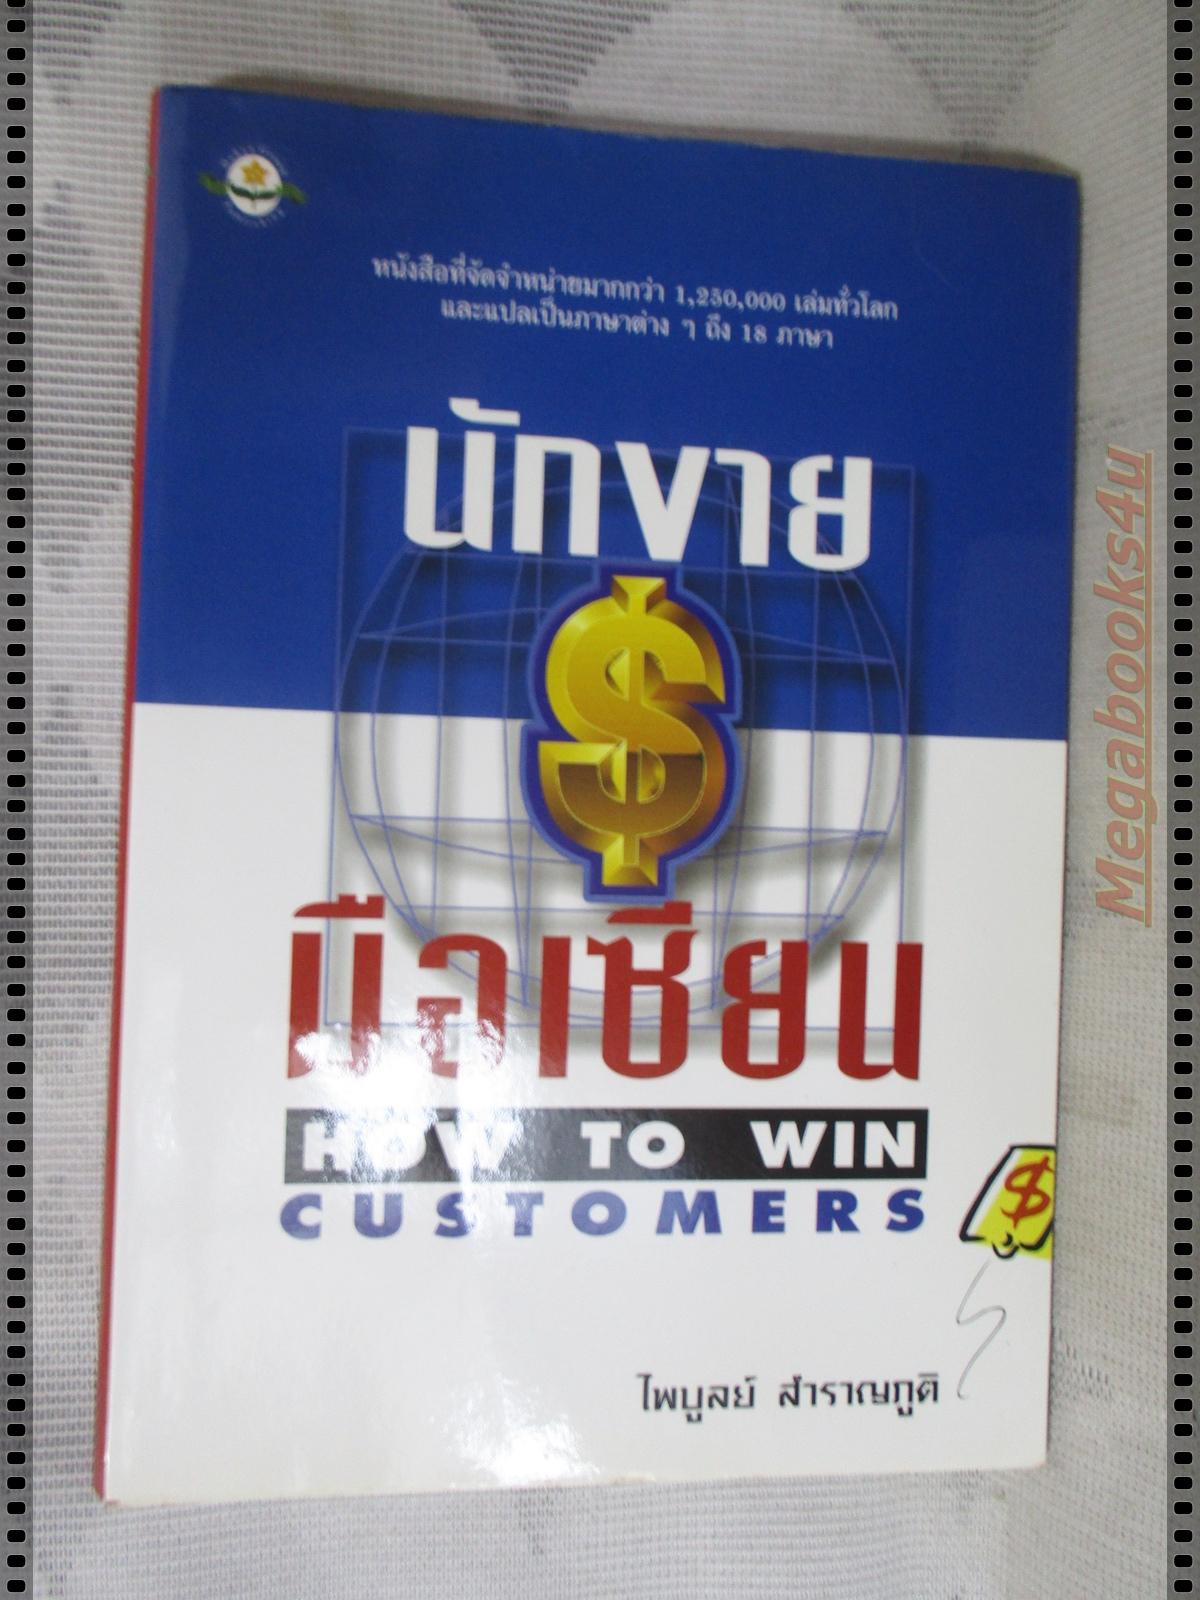 หนังสือที่จัดจำหน่ายมากกว่า 1,250,000 เล่มทั่วโลก
และแปลเป็นภาษาต่าง ๆ ถึง 18 ภาษา
นักขาย
$
มือเซียน
HOW TO WIN
CUSTOMERS
$
ไพบูลย์ สำราญภูติ
Megabooks4u